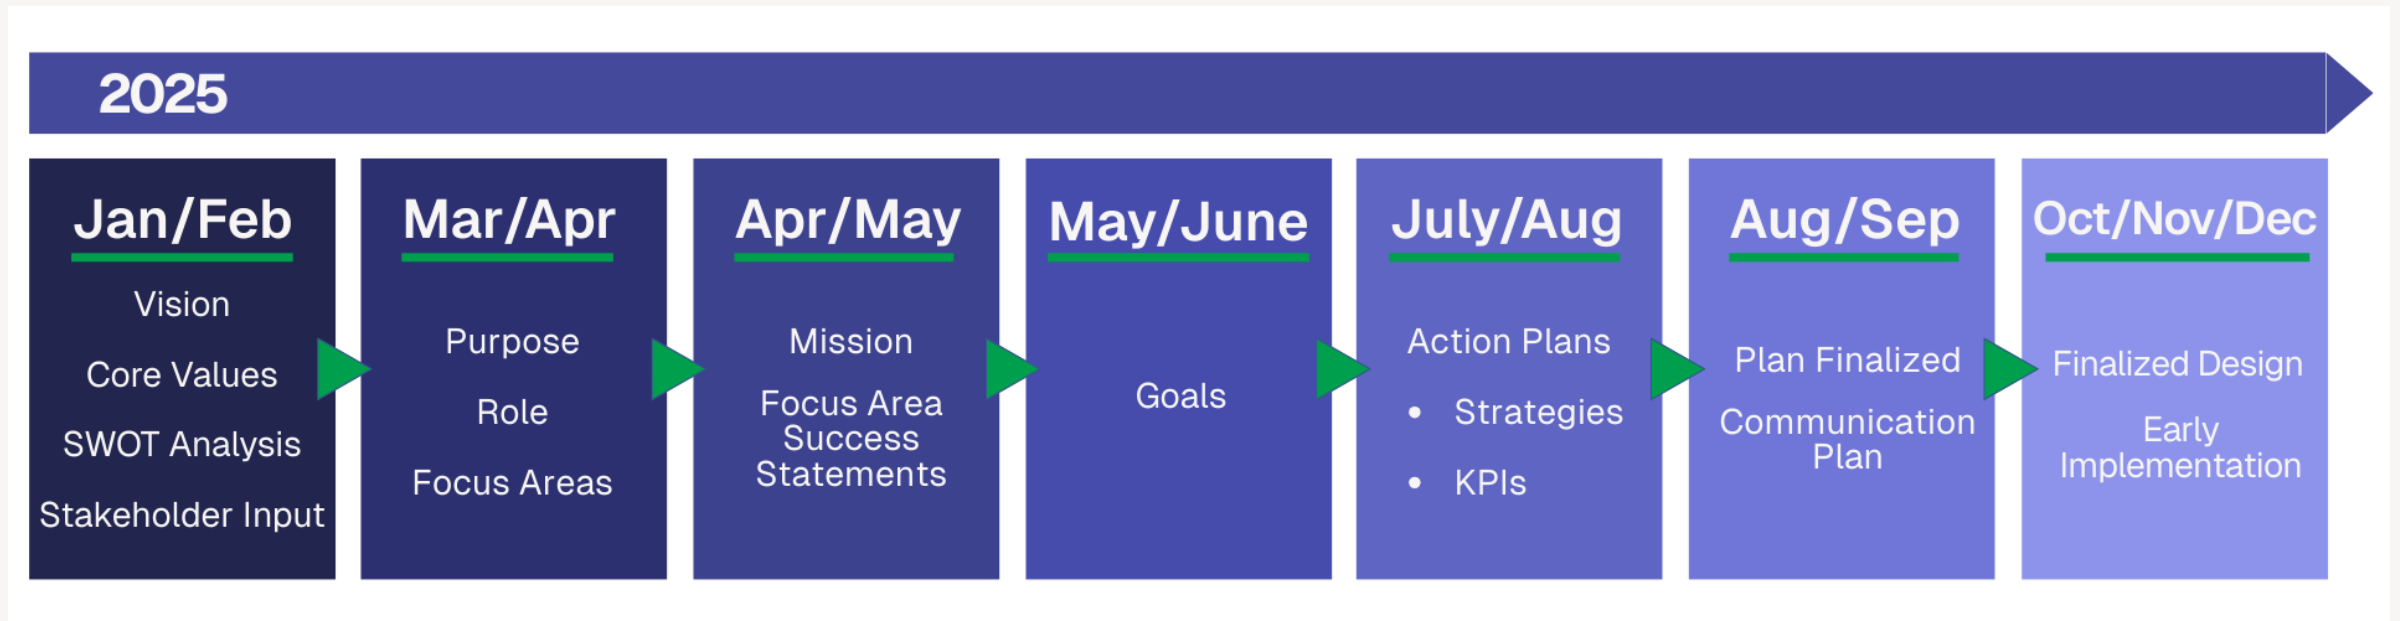 2025
Jan/Feb
Vision
Core Values
SWOT Analysis
Stakeholder Input
Mar/Apr
Purpose
Role
Focus Areas
Apr/May
Mission
Focus Area
Success
Statements
May/June
Goals
July/Aug
Action Plans
• Strategies
• KPIs
Aug/Sep
Plan Finalized
Communication
Plan
Oct/Nov/Dec
Finalized Design
Early
Implementation